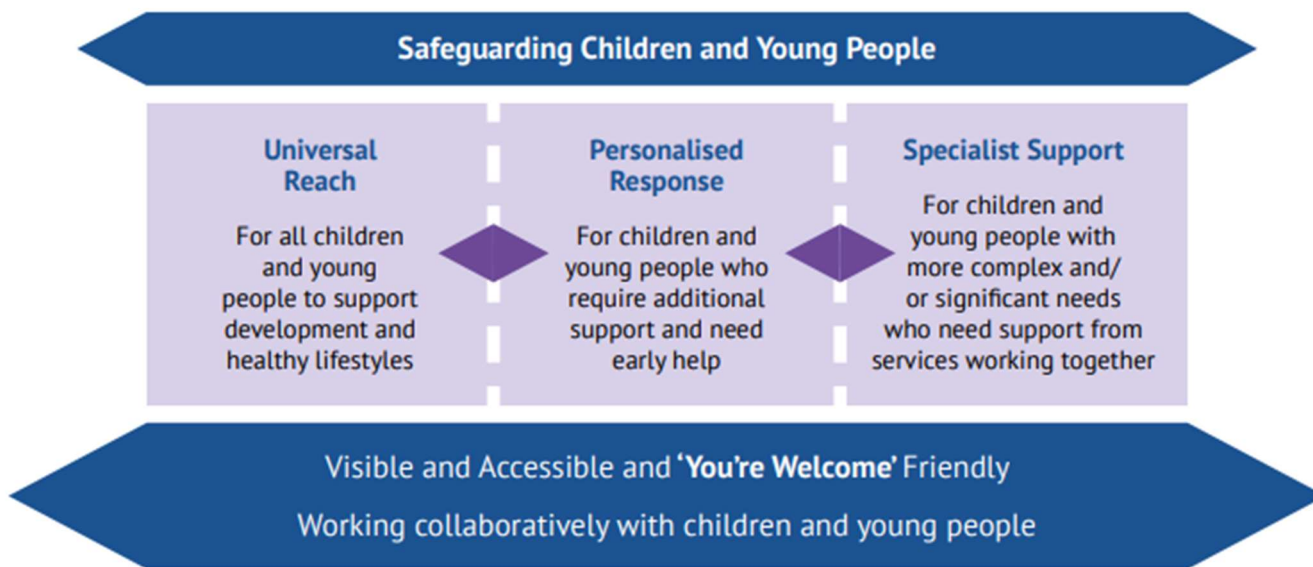 Safeguarding Children and Young People
Universal
Reach
For all children
and young
people to support
development and
healthy lifestyles
Personalised
Response
For children and
young people who
require additional
support and need
early help
Specialist Support
For children and
young people with
more complex and/
or significant needs
who need support from
services working together
Visible and Accessible and ‘You’re Welcome’ Friendly
Working collaboratively with children and young people